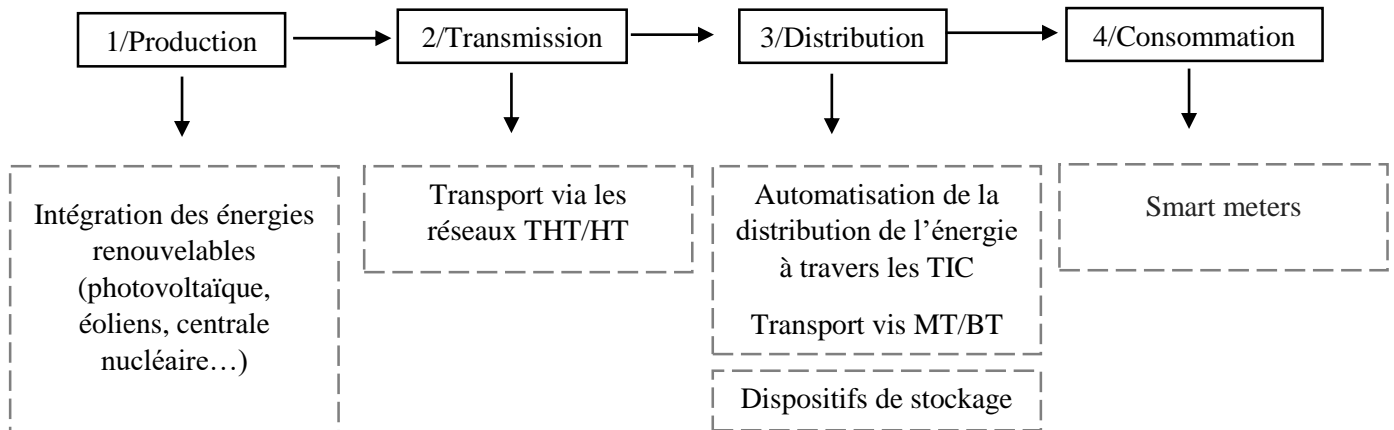 1/Production
2/Transmission
3/Distribution
4/Consommation
Intégration des énergies
renouvelables
(photovoltaïque,
éoliens, centrale
nucléaire…)
Transport via les
réseaux THT/HT
Automatisation de la
distribution de l’énergie
à travers les TIC
Transport vis MT/BT
Dispositifs de stockage
Smart meters